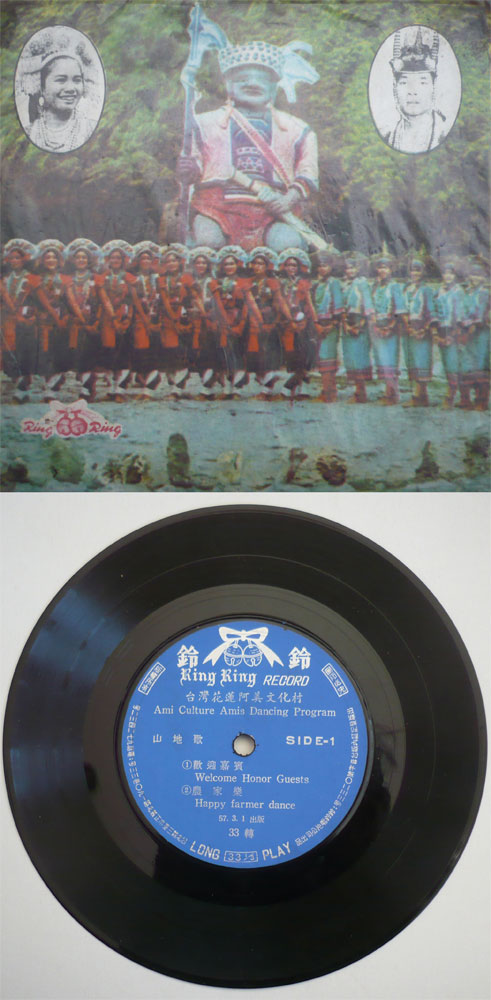 Ring Ring
鈴 鈴
Ring Ring RECORD
台灣花蓮阿美文化村
Ami Culture Amis Dancing Program
山地歌 SIDE-1
①歡迎嘉賓
Welcome Honor Guests
②農家樂
Happy farmer dance
57. 3. 1 出版
33 轉
LONG 33⅓ PLAY